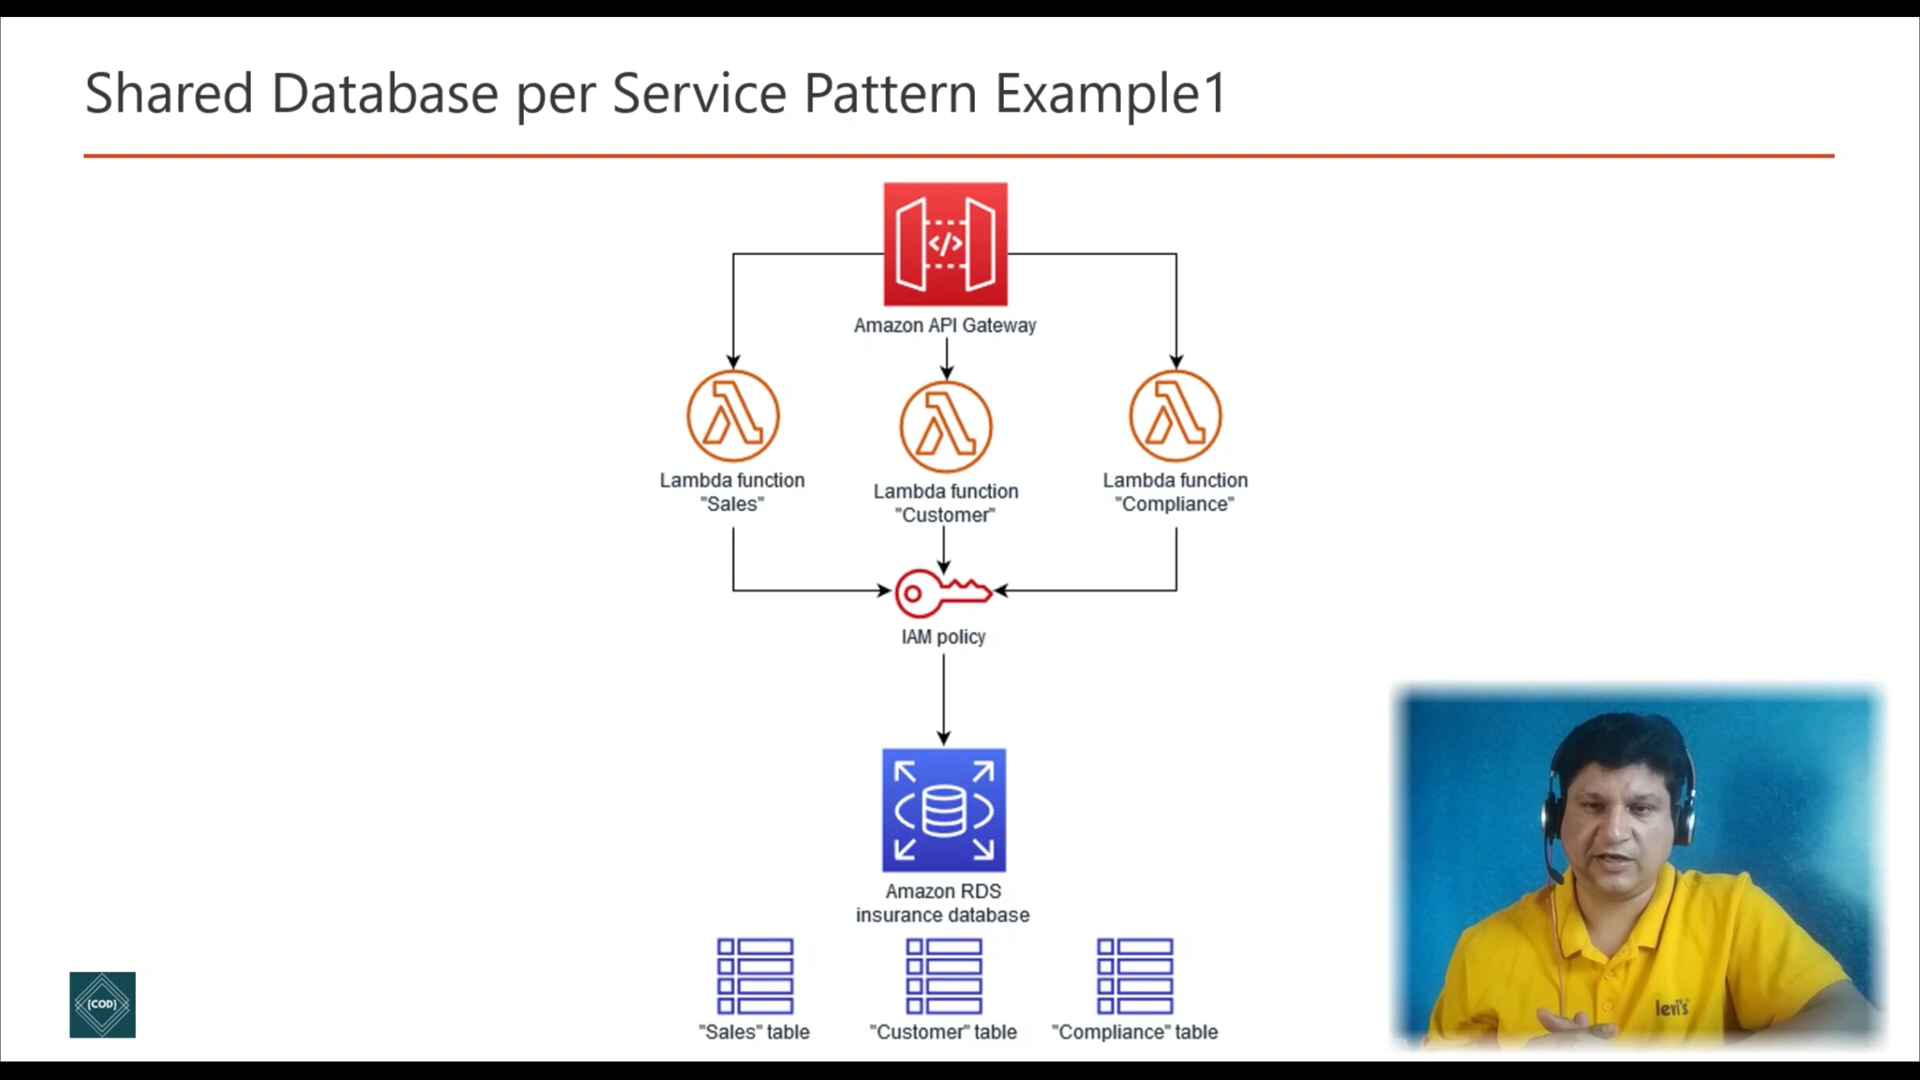 Shared Database per Service Pattern Example1
</>
Amazon API Gateway
Lambda function
"Sales"
Lambda function
"Customer"
Lambda function
"Compliance"
IAM policy
Amazon RDS
insurance database
"Sales" table
"Customer" table
"Compliance" table
{COD}
levi's